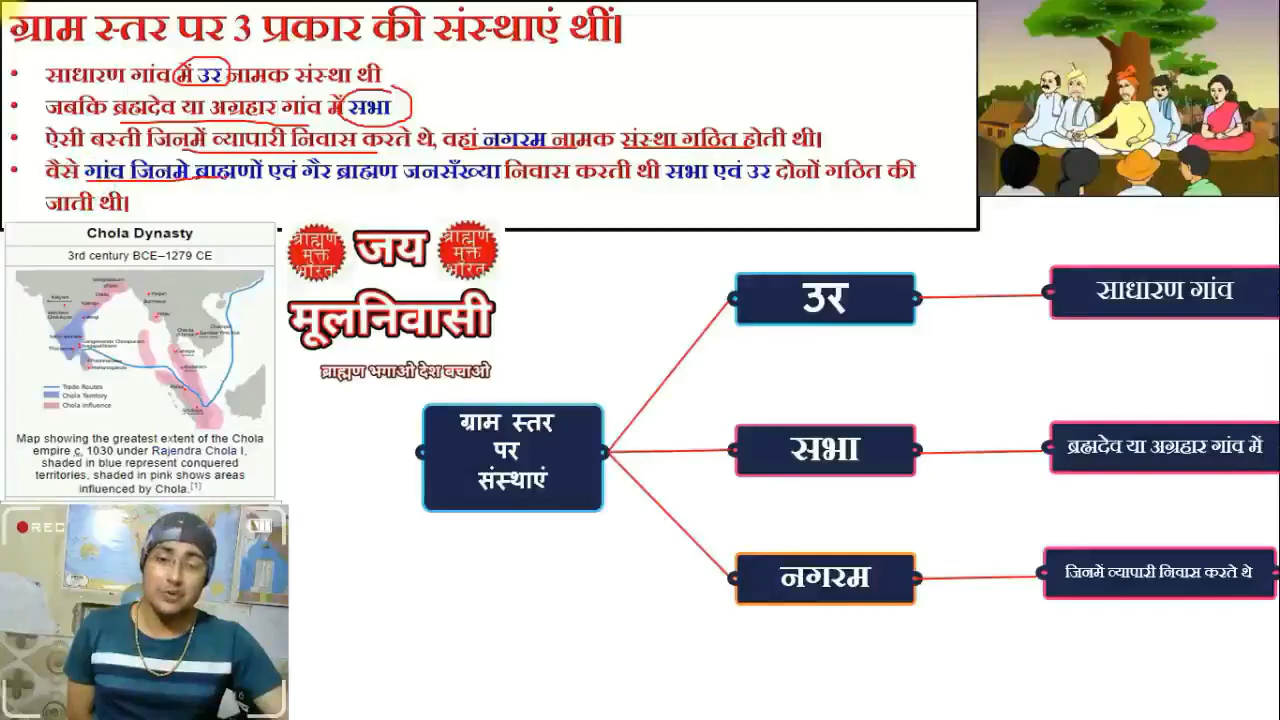 ग्राम स्तर पर 3 प्रकार की संस्थाएं थीं।
• साधारण गांव में उर नामक संस्था थी
• जबकि ब्रह्मदेव या अग्रहार गांव में सभा
• ऐसी बस्ती जिनमें व्यापारी निवास करते थे, वहां नगरम नामक संस्था गठित होती थी।
• वैसे गांव जिनमे ब्राह्मणों एवं गैर ब्राह्मण जनसँख्या निवास करती थी सभा एवं उर दोनों गठित की
जाती थी।
Chola Dynasty
3rd century BCE–1279 CE
Trade Routes
Chola Territory
Chola influence
Map showing the greatest extent of the Chola
empire c. 1030 under Rajendra Chola I,
shaded in blue represent conquered
territories, shaded in pink shows areas
influenced by Chola.[1]
ब्राह्मण मुक्त भारत
जय
ब्राह्मण मुक्त भारत
मूलनिवासी
ब्राह्मण भगाओ देश बचाओ
ग्राम स्तर
पर
संस्थाएं
उर
साधारण गांव
सभा
ब्रह्मदेव या अग्रहार गांव में
नगरम
जिनमें व्यापारी निवास करते थे
REC